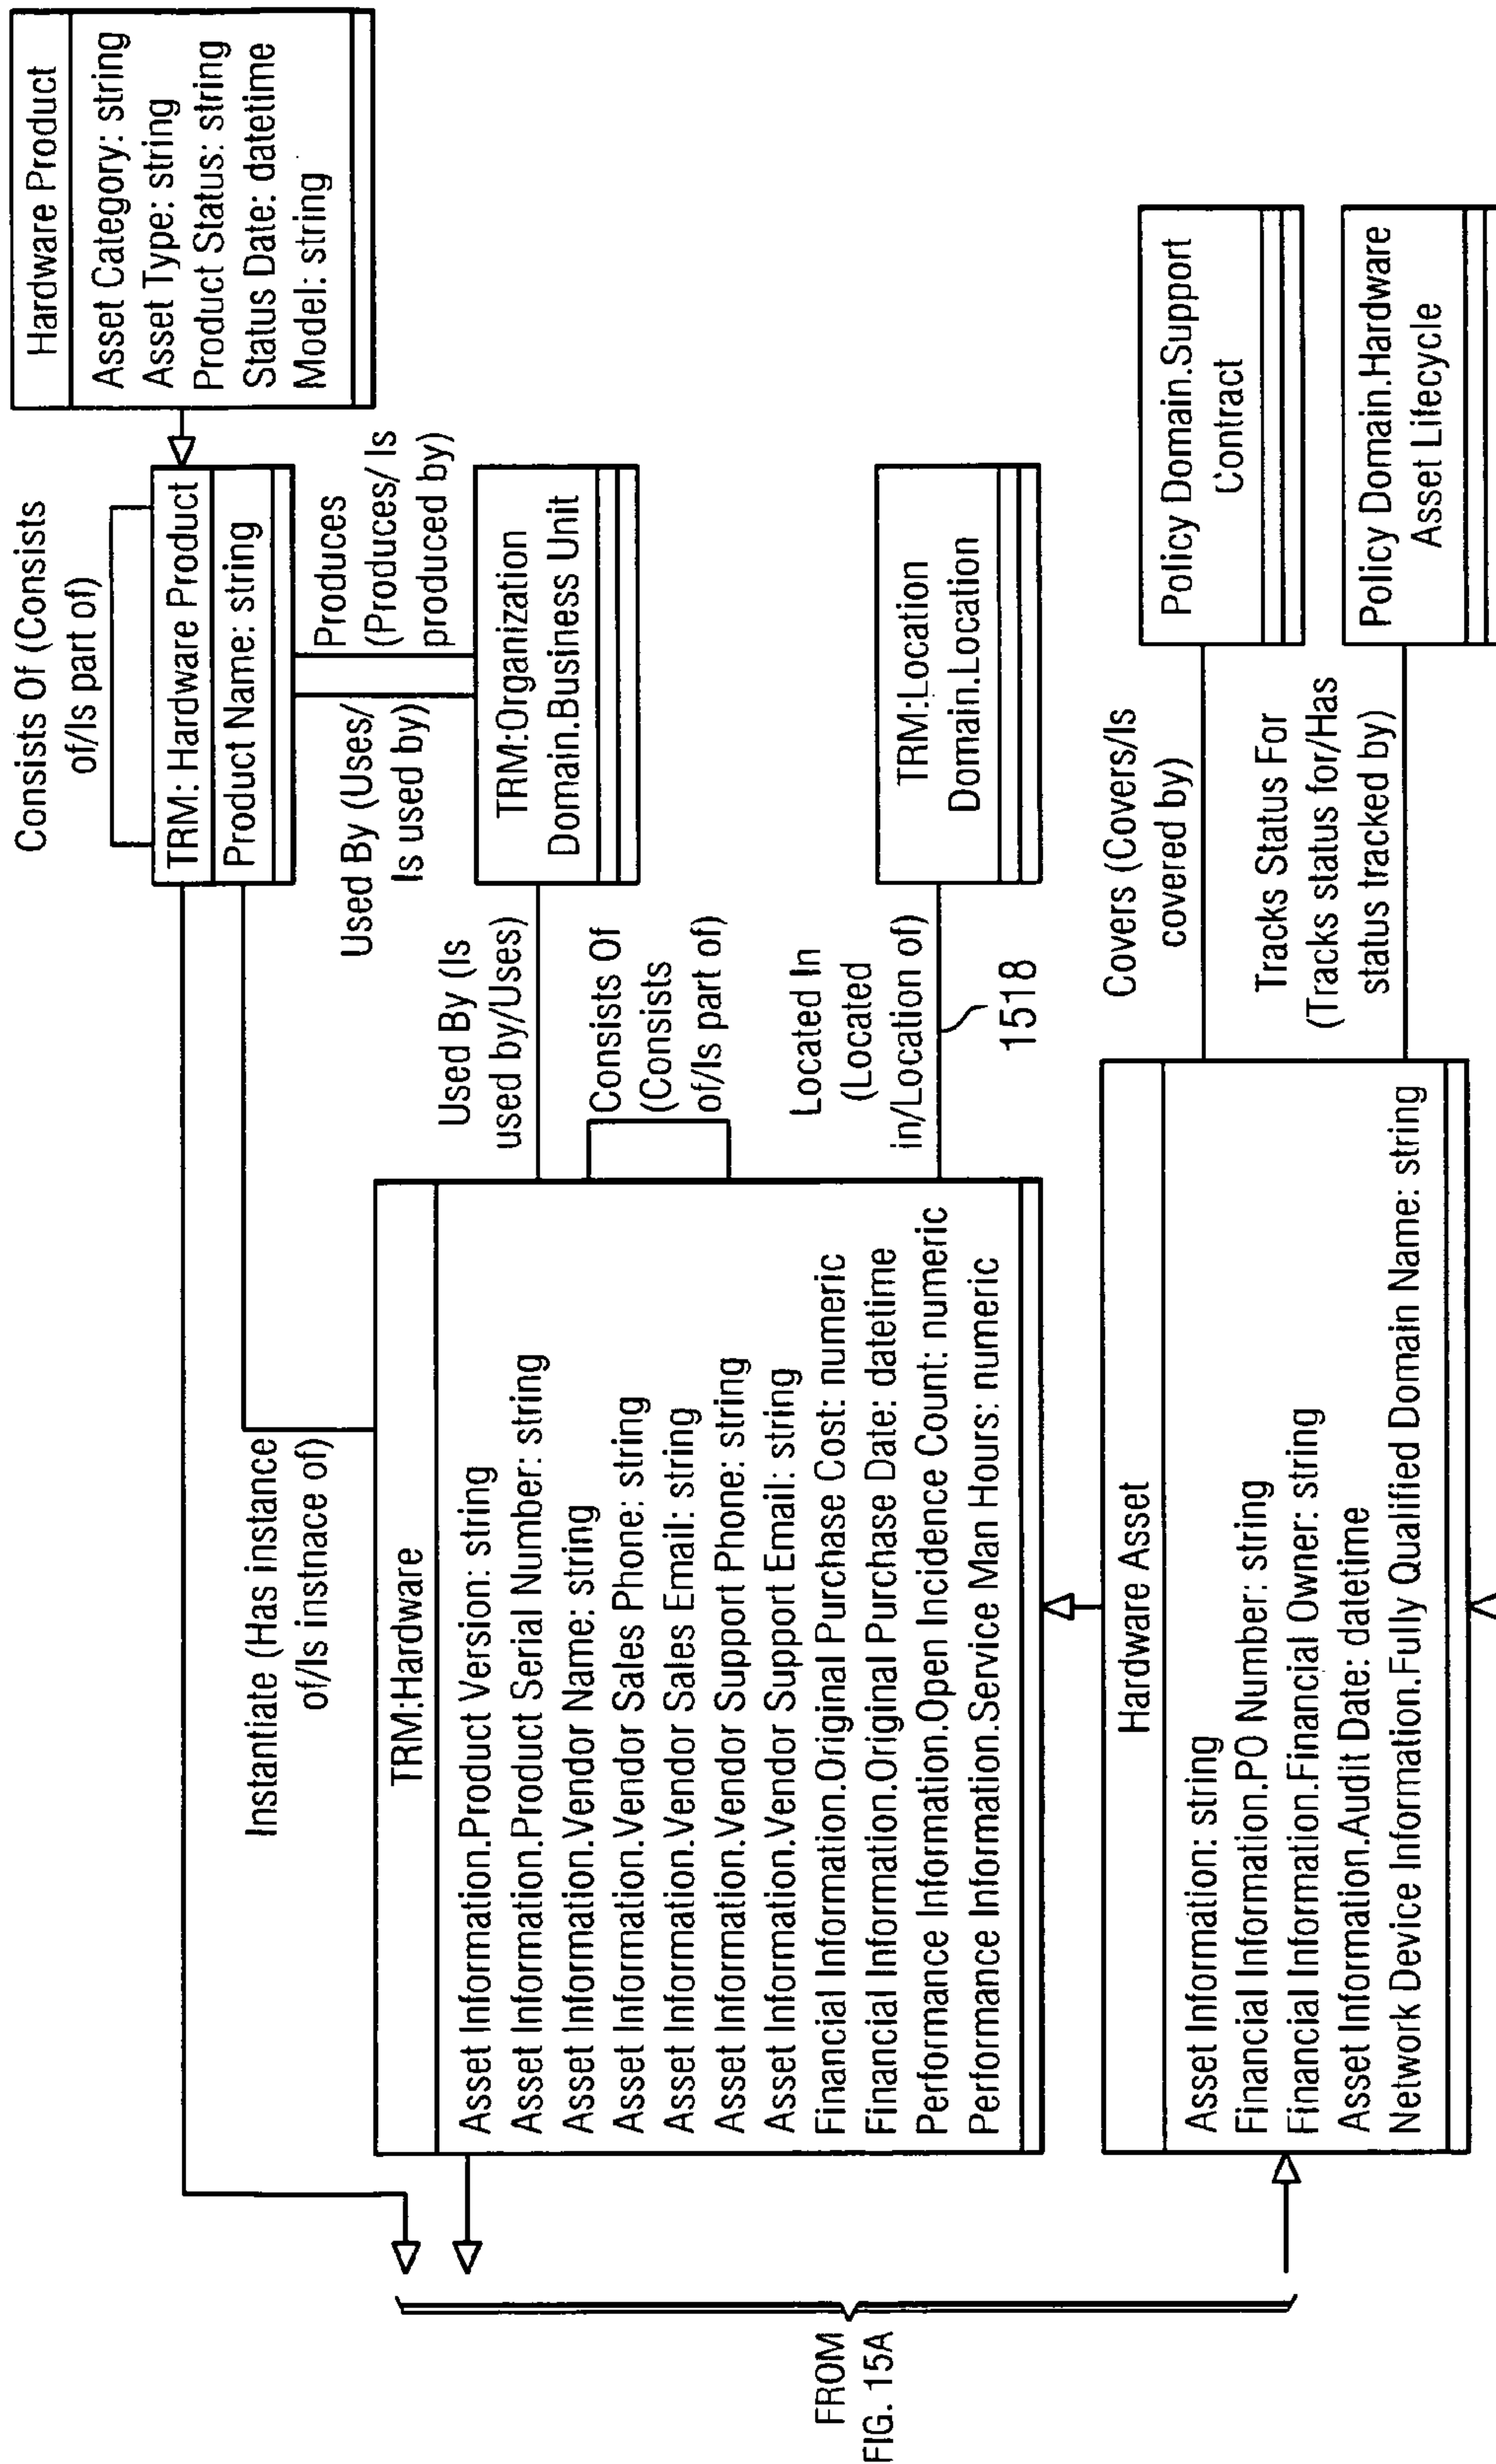 Hardware Product
Asset Category: string
Asset Type: string
Product Status: string
Status Date: datetime
Model: string
Consists Of (Consists
of/Is part of)
TRM: Hardware Product
Product Name: string
Produces
(Produces/ Is
produced by)
Used By (Uses/
Is used by)
TRM:Organization
Domain.Business Unit
Used By (Is
used by/Uses)
Consists Of
(Consists
of/Is part of)
TRM:Location
Domain.Location
Located In
(Located
in/Location of)
1518
Instantiate (Has instance
of/Is instnace of)
TRM:Hardware
Asset Information.Product Version: string
Asset Information.Product Serial Number: string
Asset Information.Vendor Name: string
Asset Information.Vendor Sales Phone: string
Asset Information.Vendor Sales Email: string
Asset Information.Vendor Support Phone: string
Asset Information.Vendor Support Email: string
Financial Information.Original Purchase Cost: numeric
Financial Information.Original Purchase Date: datetime
Performance Information.Open Incidence Count: numeric
Performance Information.Service Man Hours: numeric
Policy Domain.Support
Contract
Policy Domain.Hardware
Asset Lifecycle
Covers (Covers/Is
covered by)
Tracks Status For
(Tracks status for/Has
status tracked by)
Hardware Asset
Asset Information: string
Financial Information.PO Number: string
Financial Information.Financial Owner: string
Asset Information.Audit Date: datetime
Network Device Information.Fully Qualified Domain Name: string
FROM
FIG. 15A